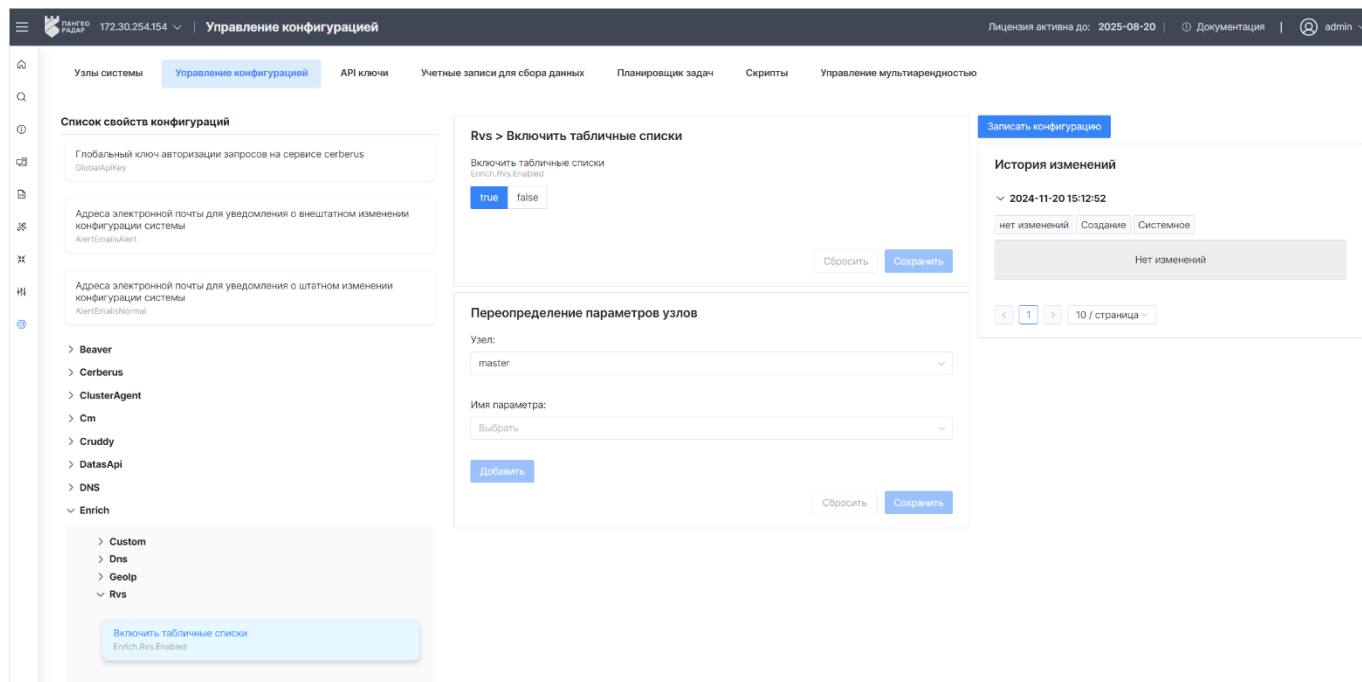 ПАНГЕО
РАДАР
172.30.254.154
Управление конфигурацией
Лицензия активна до: 2025-08-20
Документация
admin
Узлы системы
Управление конфигурацией
API ключи
Учетные записи для сбора данных
Планировщик задач
Скрипты
Управление мультиарендностью
Список свойств конфигураций
Глобальный ключ авторизации запросов на сервисе cerberus
GlobalApiKey
Адреса электронной почты для уведомления о внештатном изменении
конфигурации системы
AlertEmailsAlert
Адреса электронной почты для уведомления о штатном изменении
конфигурации системы
AlertEmailsNormal
Beaver
Cerberus
ClusterAgent
Cm
Cruddy
DatasApi
DNS
Enrich
Custom
Dns
GeoIp
Rvs
Включить табличные списки
Enrich.Rvs.Enabled
Rvs > Включить табличные списки
Включить табличные списки
Enrich.Rvs.Enabled
true
false
Сбросить
Сохранить
Переопределение параметров узлов
Узел:
master
Имя параметра:
Выбрать
Добавить
Сбросить
Сохранить
Записать конфигурацию
История изменений
2024-11-20 15:12:52
нет изменений
Создание
Системное
Нет изменений
1
10 / страница